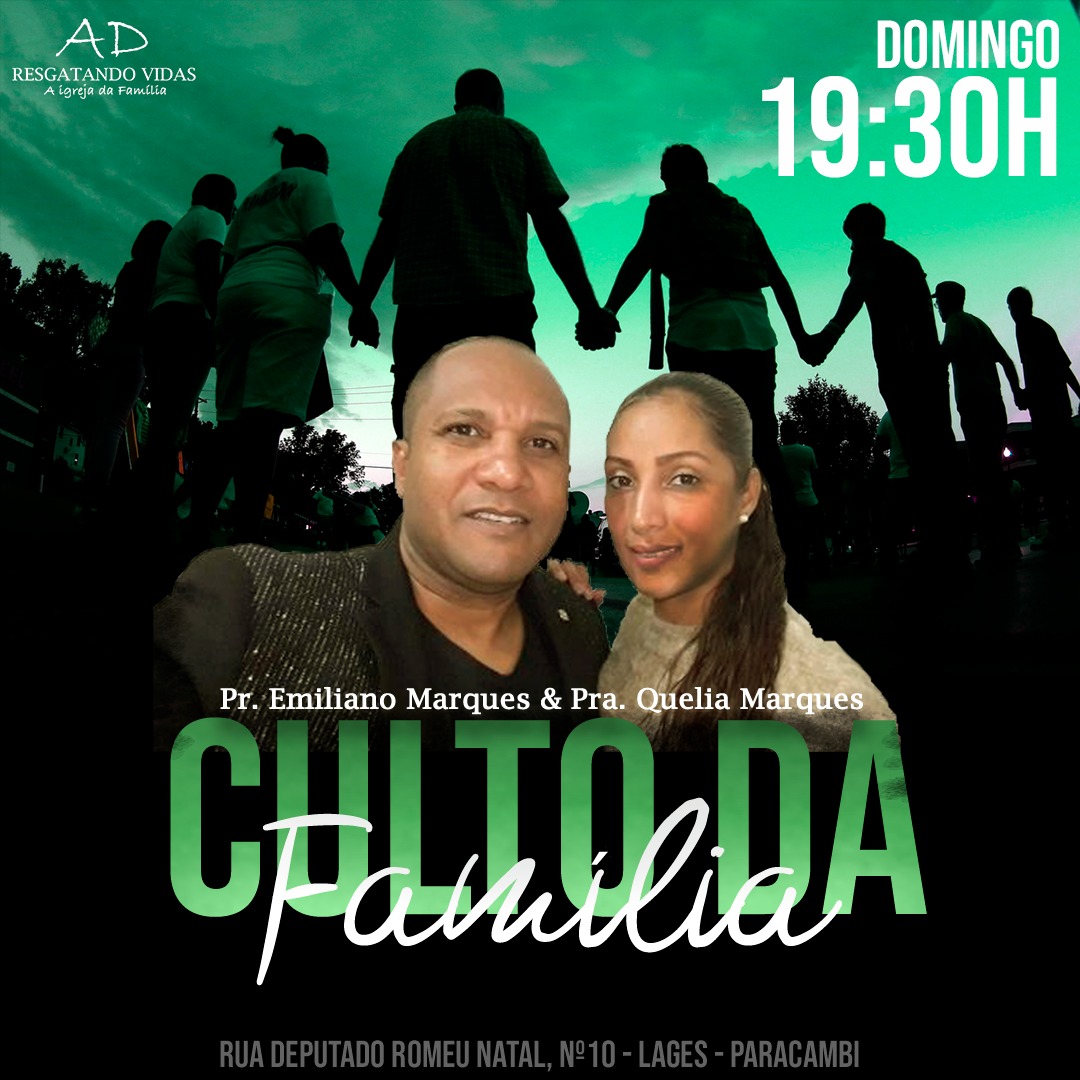 AD
RESGATANDO VIDAS
A igreja da Família
DOMINGO
19:30H
Pr. Emiliano Marques & Pra. Quelia Marques
CULTO DA
Família
RUA DEPUTADO ROMEU NATAL, Nº10 - LAGES - PARACAMBI